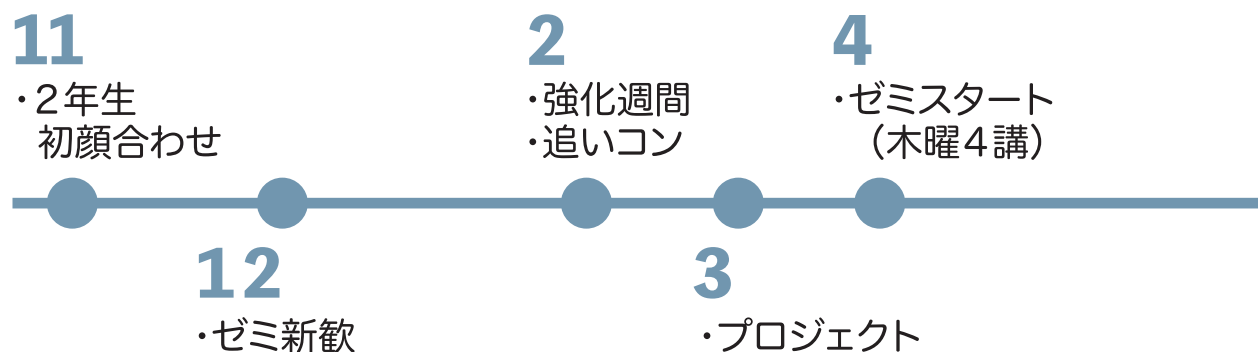 11
・2年生
初顔合わせ
2
・強化週間
・追いコン
4
・ゼミスタート
（木曜4講）
12
・ゼミ新歓
3
・プロジェクト